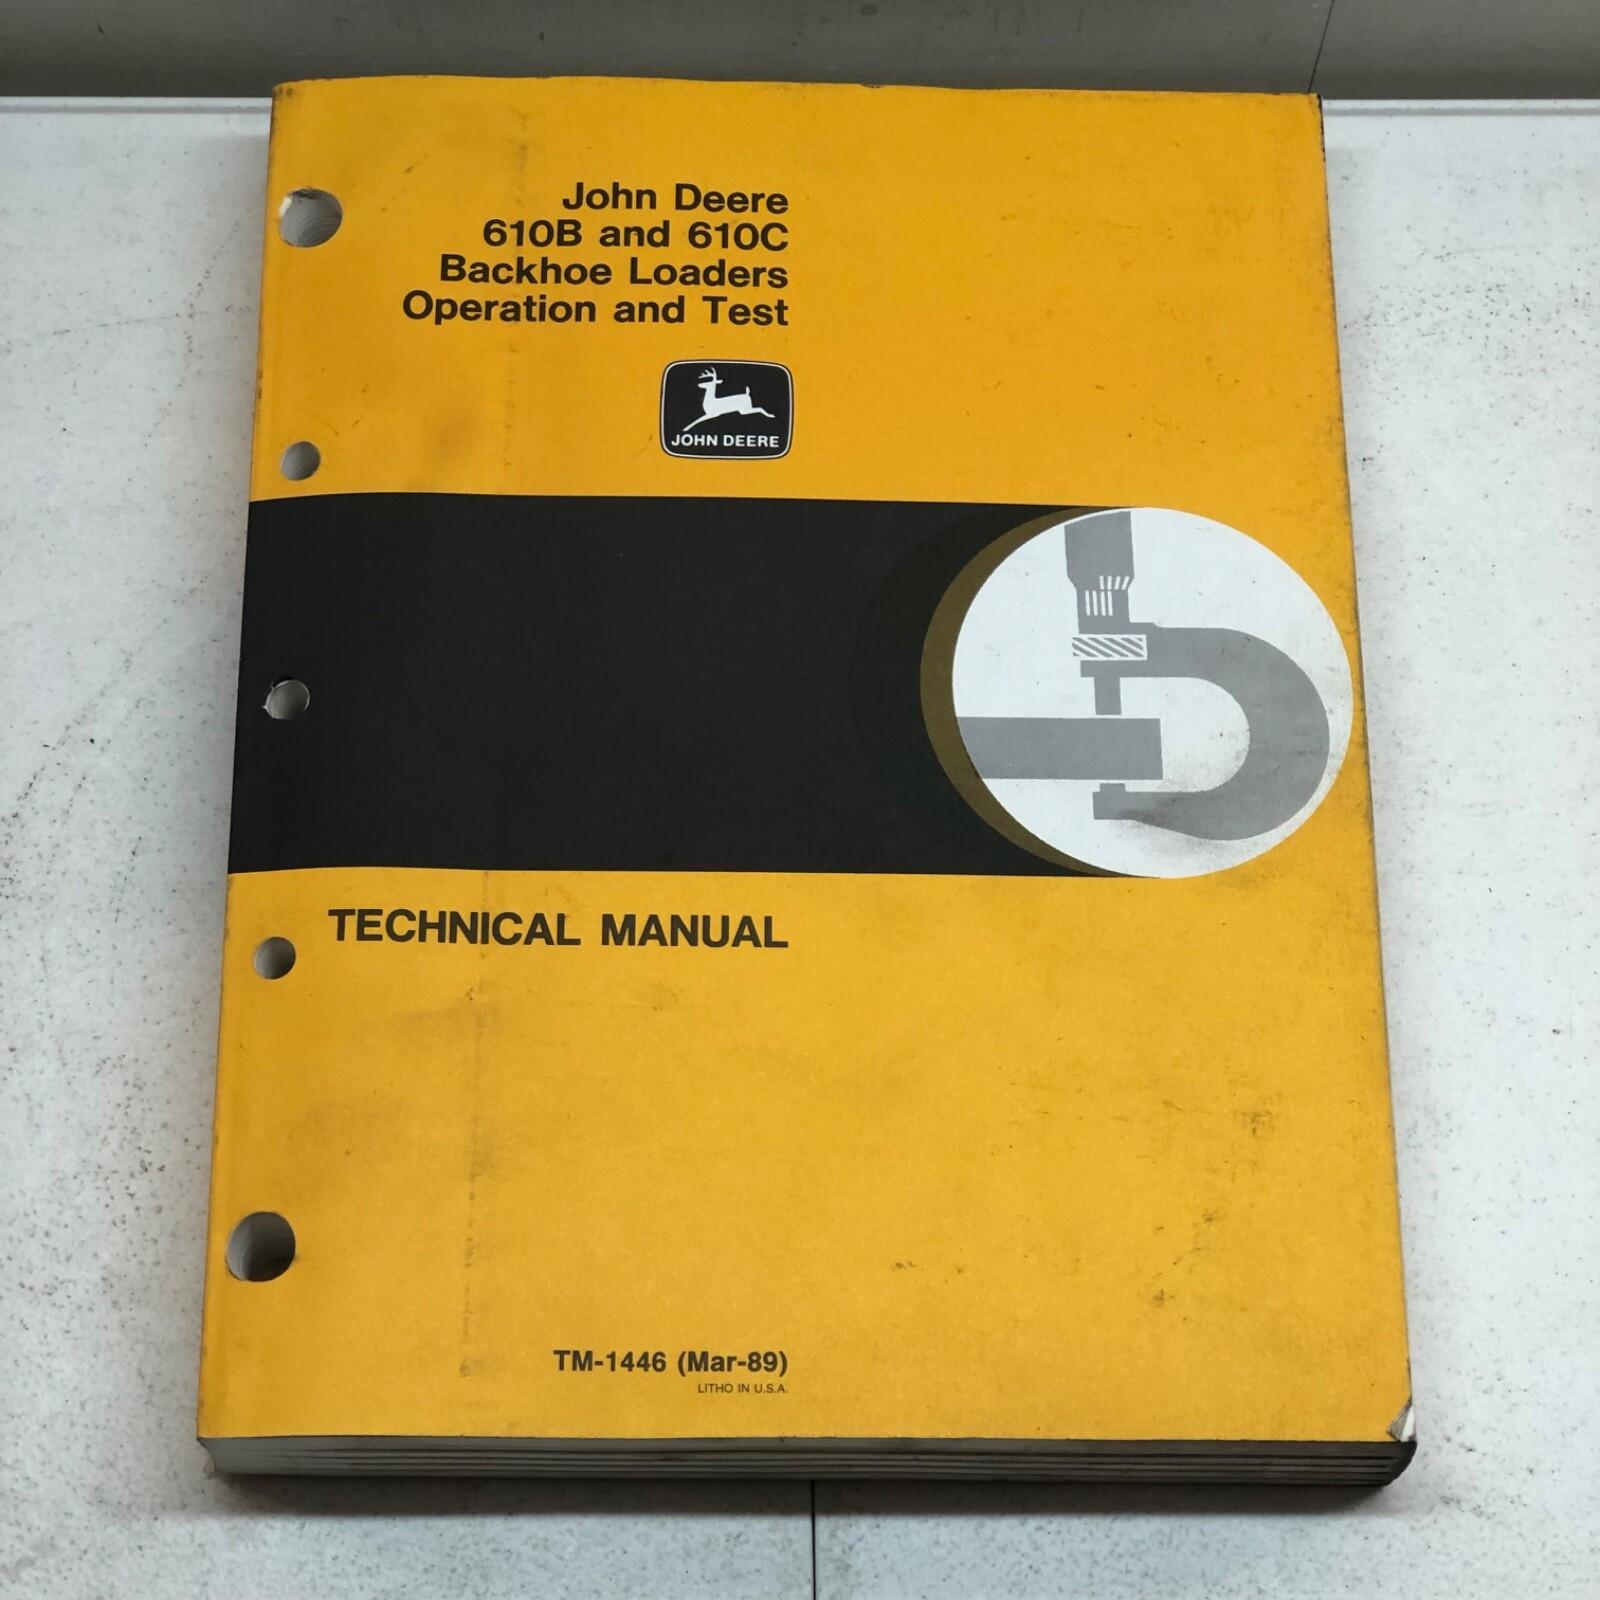 John Deere
610B and 610C
Backhoe Loaders
Operation and Test
JOHN DEERE
TECHNICAL MANUAL
TM-1446 (Mar-89)
LITHO IN U.S.A.